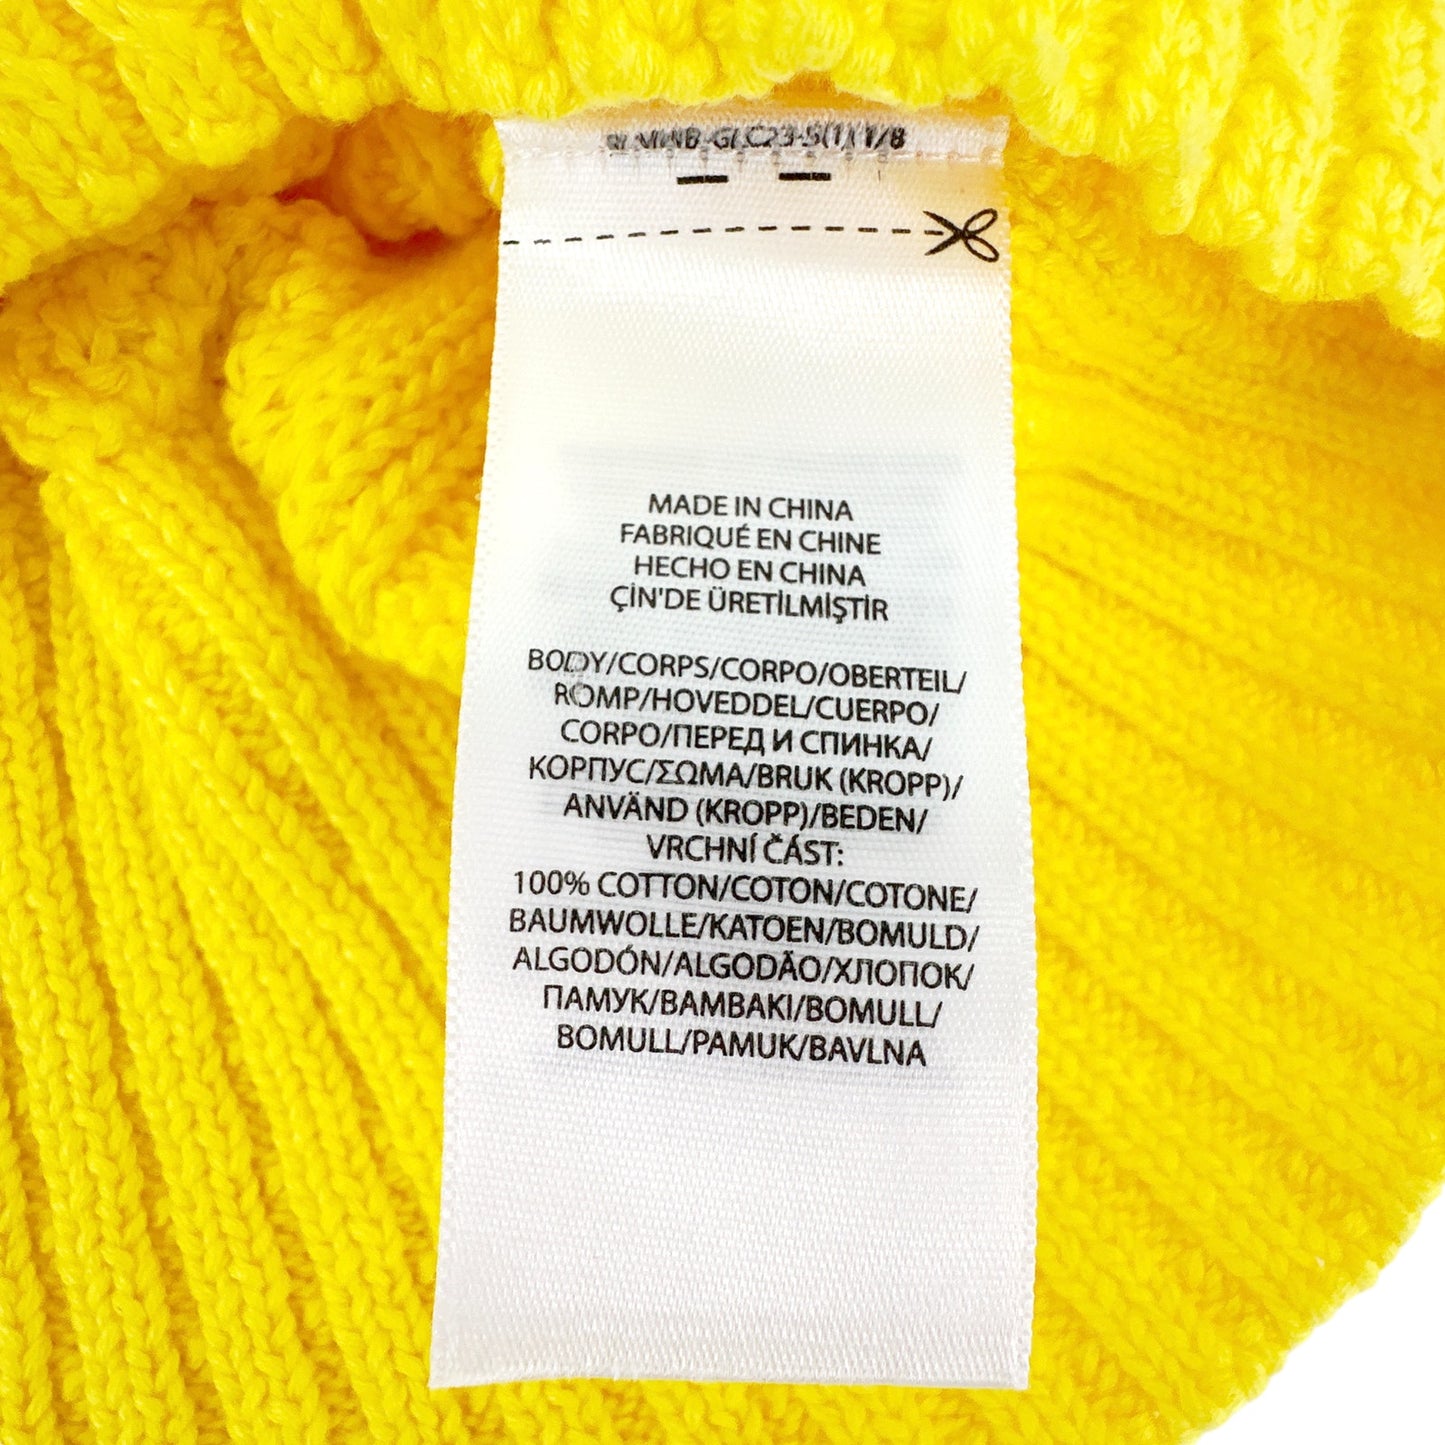 MADE IN CHINA
FABRIQUÉ EN CHINE
HECHO EN CHINA
ÇİN'DE ÜRETİLMİŞTİR
BODY/CORPS/CORPO/OBERTEIL/
ROMP/HOVEDDEL/CUERPO/
CORPO/ПЕРЕД И СПИНКА/
КОРПУС/ΣΩΜΑ/BRUK (KROPP)/
ANVÄND (KROPP)/BEDEN/
VRCHNÍ ČÁST:
100% COTTON/COTON/COTONE/
BAUMWOLLE/KATOEN/BOMULD/
ALGODÓN/ALGODÃO/ХЛОПОК/
ПАМУК/ΒΑΜΒΑΚΙ/BOMULL/
BOMULL/PAMUK/BAVLNA